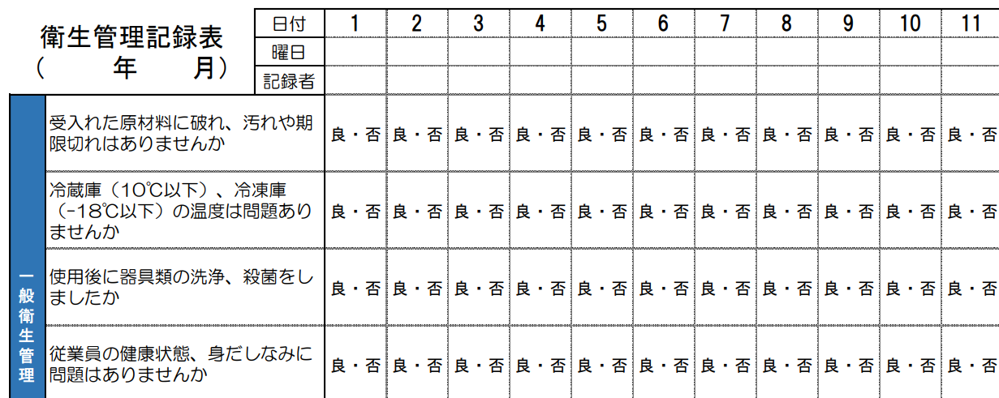 衛生管理記録表
（　　年　　月）
日付 1 2 3 4 5 6 7 8 9 10 11
曜日
記録者
一般衛生管理
受入れた原材料に破れ、汚れや期
限切れはありませんか
良・否 良・否 良・否 良・否 良・否 良・否 良・否 良・否 良・否 良・否 良・否
冷蔵庫（10℃以下）、冷凍庫
（-18℃以下）の温度は問題あり
ませんか
良・否 良・否 良・否 良・否 良・否 良・否 良・否 良・否 良・否 良・否 良・否
使用後に器具類の洗浄、殺菌をし
ましたか
良・否 良・否 良・否 良・否 良・否 良・否 良・否 良・否 良・否 良・否 良・否
従業員の健康状態、身だしなみに
問題はありませんか
良・否 良・否 良・否 良・否 良・否 良・否 良・否 良・否 良・否 良・否 良・否